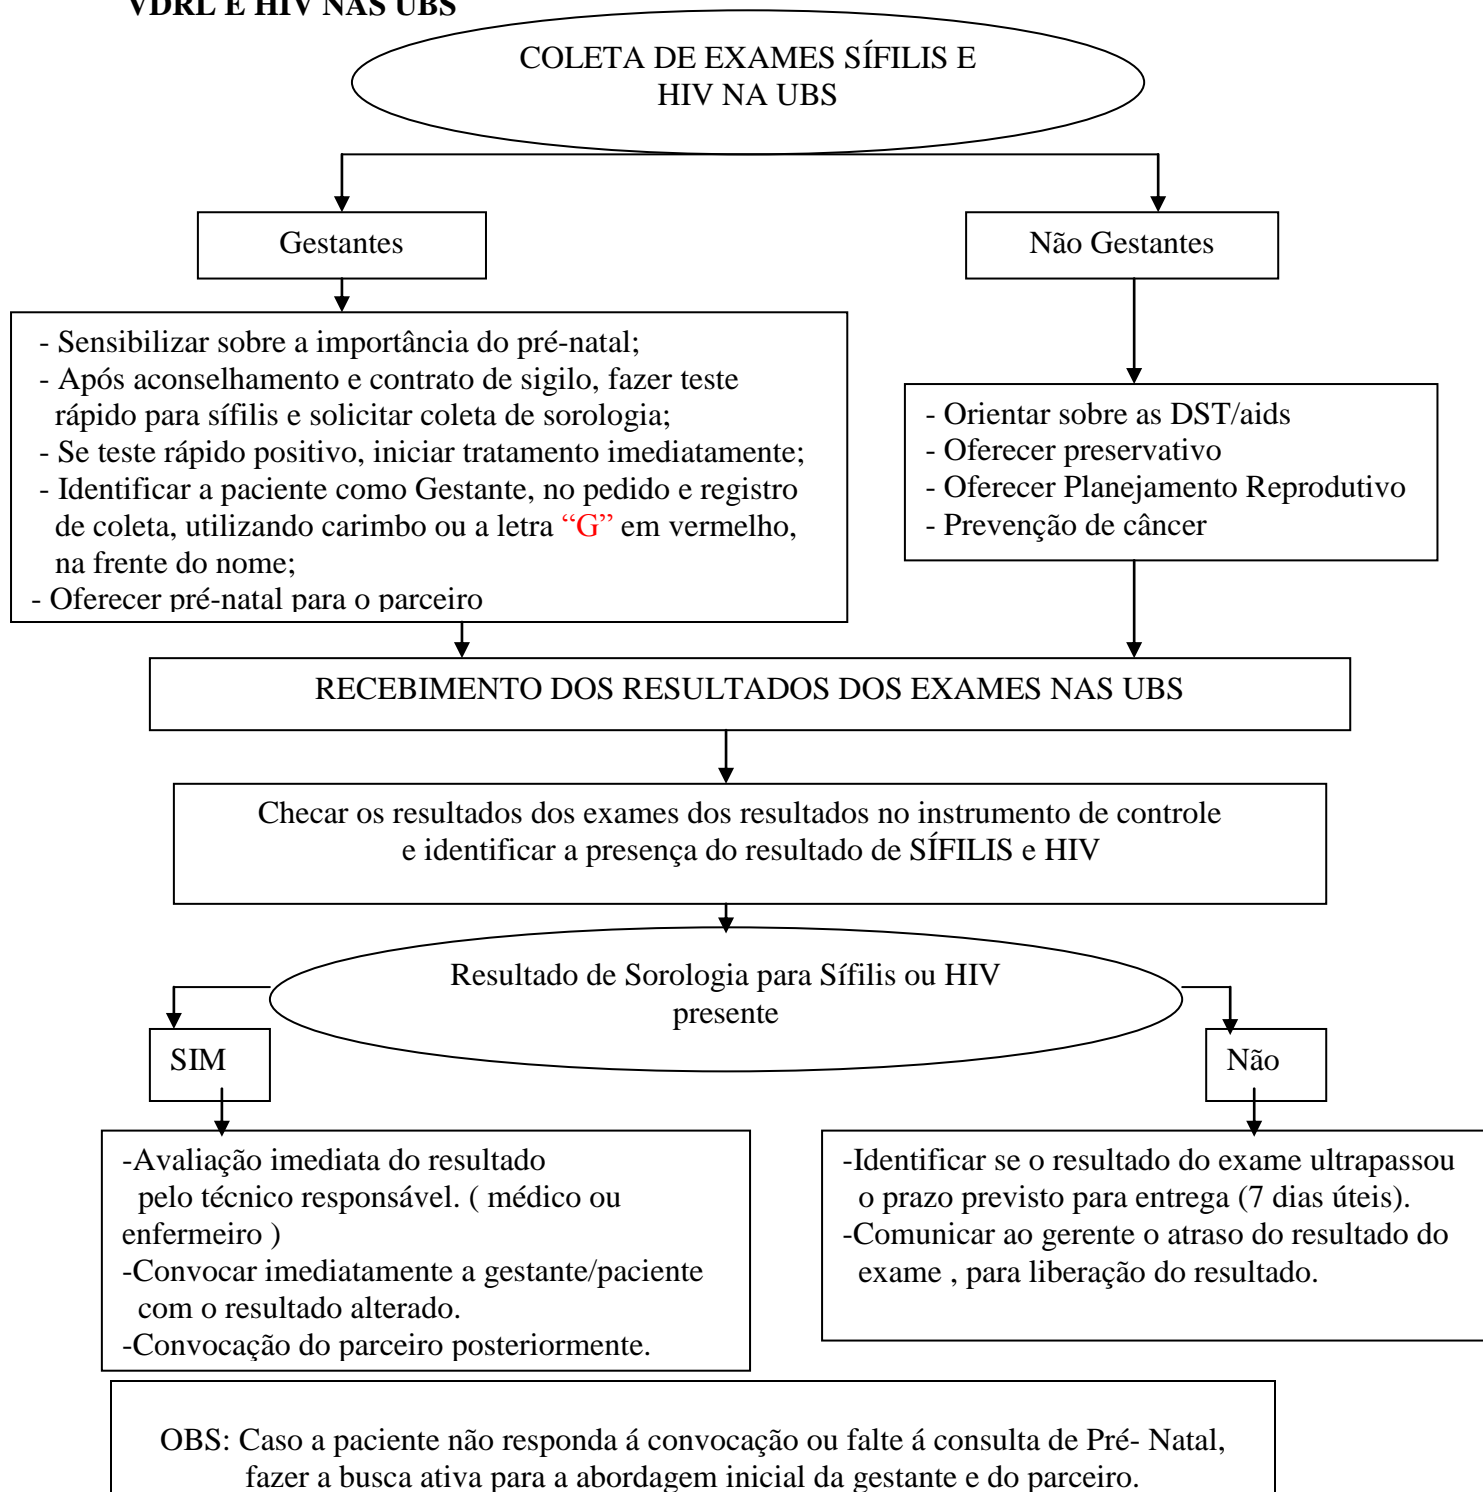 VDRL E HIV NAS UBS
COLETA DE EXAMES SÍFILIS E
HIV NA UBS
Gestantes
Não Gestantes
- Sensibilizar sobre a importância do pré-natal;
- Após aconselhamento e contrato de sigilo, fazer teste
rápido para sífilis e solicitar coleta de sorologia;
- Se teste rápido positivo, iniciar tratamento imediatamente;
- Identificar a paciente como Gestante, no pedido e registro
de coleta, utilizando carimbo ou a letra “G” em vermelho,
na frente do nome;
- Oferecer pré-natal para o parceiro
- Orientar sobre as DST/aids
- Oferecer preservativo
- Oferecer Planejamento Reprodutivo
- Prevenção de câncer
RECEBIMENTO DOS RESULTADOS DOS EXAMES NAS UBS
Checar os resultados dos exames dos resultados no instrumento de controle
e identificar a presença do resultado de SÍFILIS e HIV
Resultado de Sorologia para Sífilis ou HIV
presente
SIM
Não
-Avaliação imediata do resultado
pelo técnico responsável. ( médico ou
enfermeiro )
-Convocar imediatamente a gestante/paciente
com o resultado alterado.
-Convocação do parceiro posteriormente.
-Identificar se o resultado do exame ultrapassou
o prazo previsto para entrega (7 dias úteis).
-Comunicar ao gerente o atraso do resultado do
exame , para liberação do resultado.
OBS: Caso a paciente não responda á convocação ou falte á consulta de Pré- Natal,
fazer a busca ativa para a abordagem inicial da gestante e do parceiro.